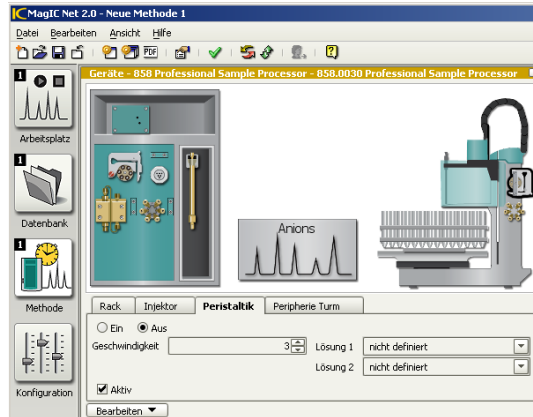 MagIC Net 2.0 - Neue Methode 1
Datei Bearbeiten Ansicht Hilfe
PDF
Geräte - 858 Professional Sample Processor - 858.0030 Professional Sample Processor
1
Arbeitsplatz
1
Datenbank
1
Methode
Konfiguration
Anions
Rack Injektor Peristaltik Peripherie Turm
Ein Aus
Geschwindigkeit 3 Lösung 1 nicht definiert
Lösung 2 nicht definiert
Aktiv
Bearbeiten